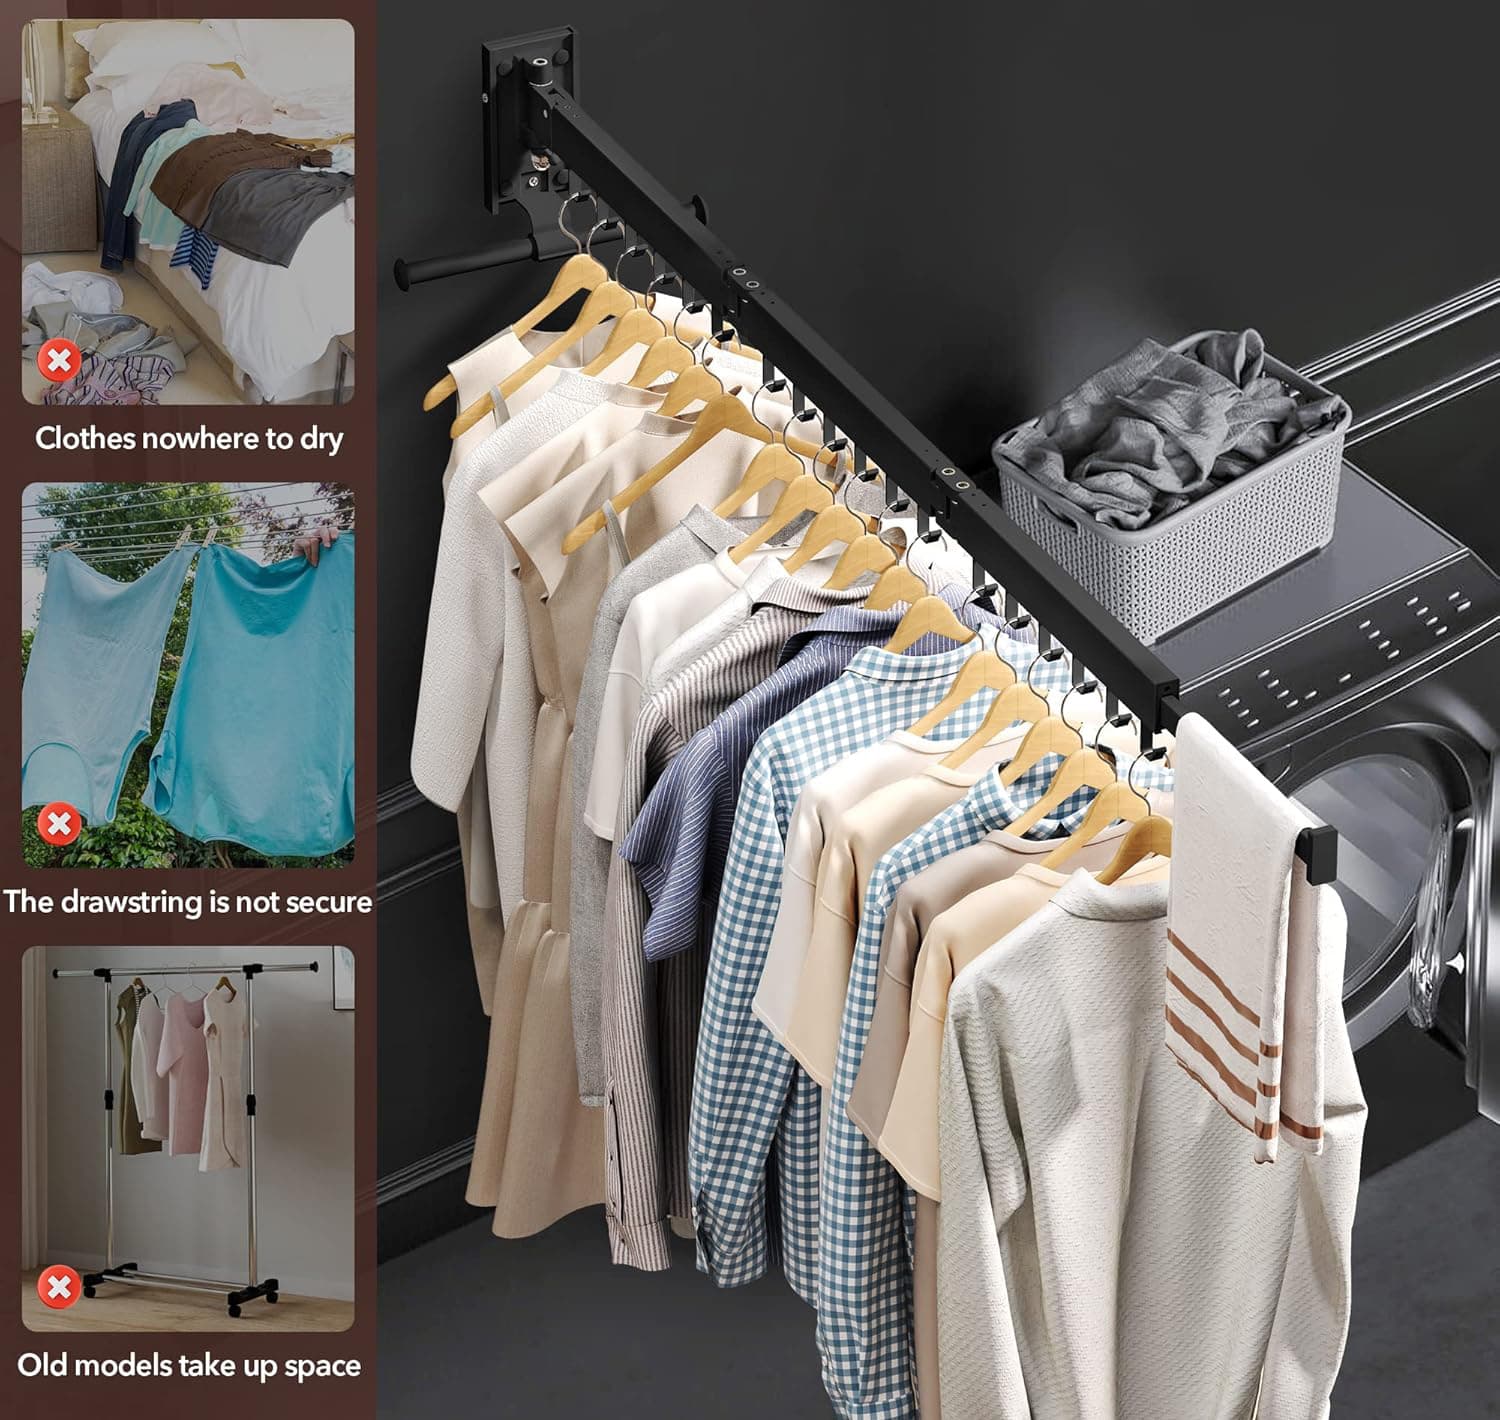 Clothes nowhere to dry
The drawstring is not secure
Old models take up space